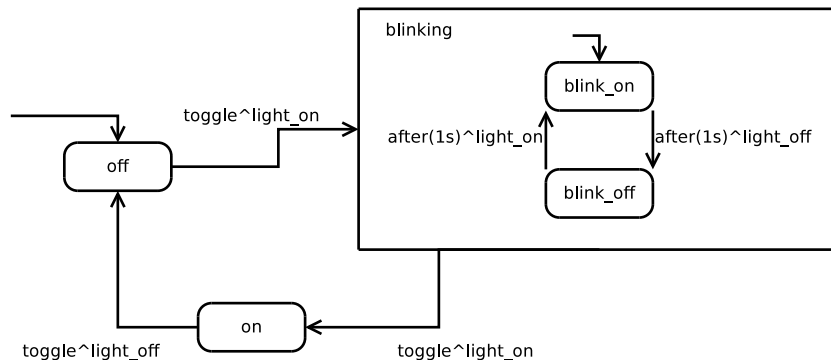 blinking
blink_on
toggle^light_on
after(1s)^light_on
after(1s)^light_off
off
blink_off
on
toggle^light_off
toggle^light_on